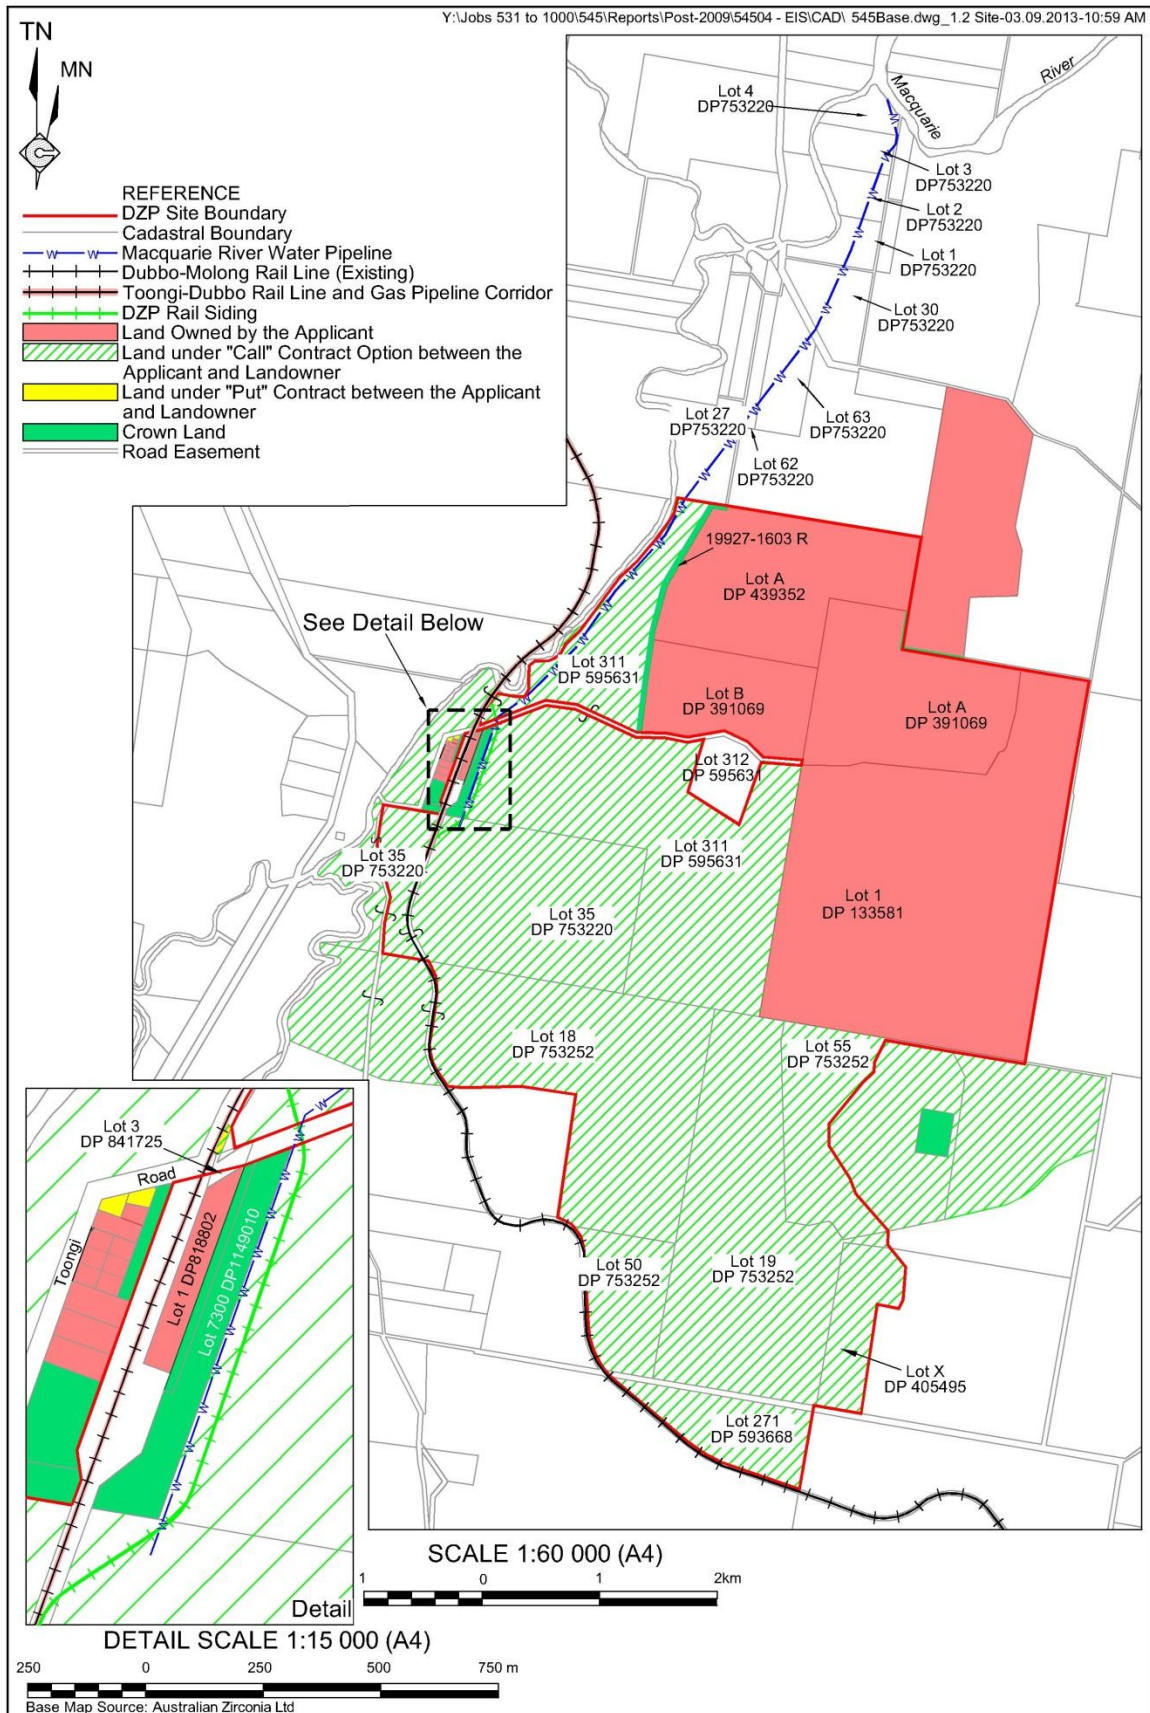 Y:\Jobs 531 to 1000\545\Reports\Post-2009\54504 - EIS\CAD\ 545Base.dwg_1.2 Site-03.09.2013-10:59 AM
TN
MN
REFERENCE
DZP Site Boundary
Cadastral Boundary
W W Macquarie River Water Pipeline
Dubbo-Molong Rail Line (Existing)
Toongi-Dubbo Rail Line and Gas Pipeline Corridor
DZP Rail Siding
Land Owned by the Applicant
Land under "Call" Contract Option between the
Applicant and Landowner
Land under "Put" Contract between the Applicant
and Landowner
Crown Land
Road Easement
Macquarie
River
Lot 4
DP753220
Lot 3
DP753220
Lot 2
DP753220
Lot 1
DP753220
Lot 30
DP753220
Lot 63
DP753220
Lot 27
DP753220
Lot 62
DP753220
19927-1603 R
Lot A
DP 439352
See Detail Below
Lot 311
DP 595631
Lot B
DP 391069
Lot A
DP 391069
Lot 312
DP 595631
Lot 311
DP 595631
Lot 35
DP 753220
Lot 1
DP 133581
Lot 35
DP 753220
Lot 18
DP 753252
Lot 55
DP 753252
Lot 50
DP 753252
Lot 19
DP 753252
Lot X
DP 405495
Lot 271
DP 593668
Lot 3
DP 841725
Road
Toongi
Lot 1 DP818802
Lot 7300 DP1149010
Detail
SCALE 1:60 000 (A4)
1 0 1 2km
DETAIL SCALE 1:15 000 (A4)
250 0 250 500 750 m
Base Map Source: Australian Zirconia Ltd